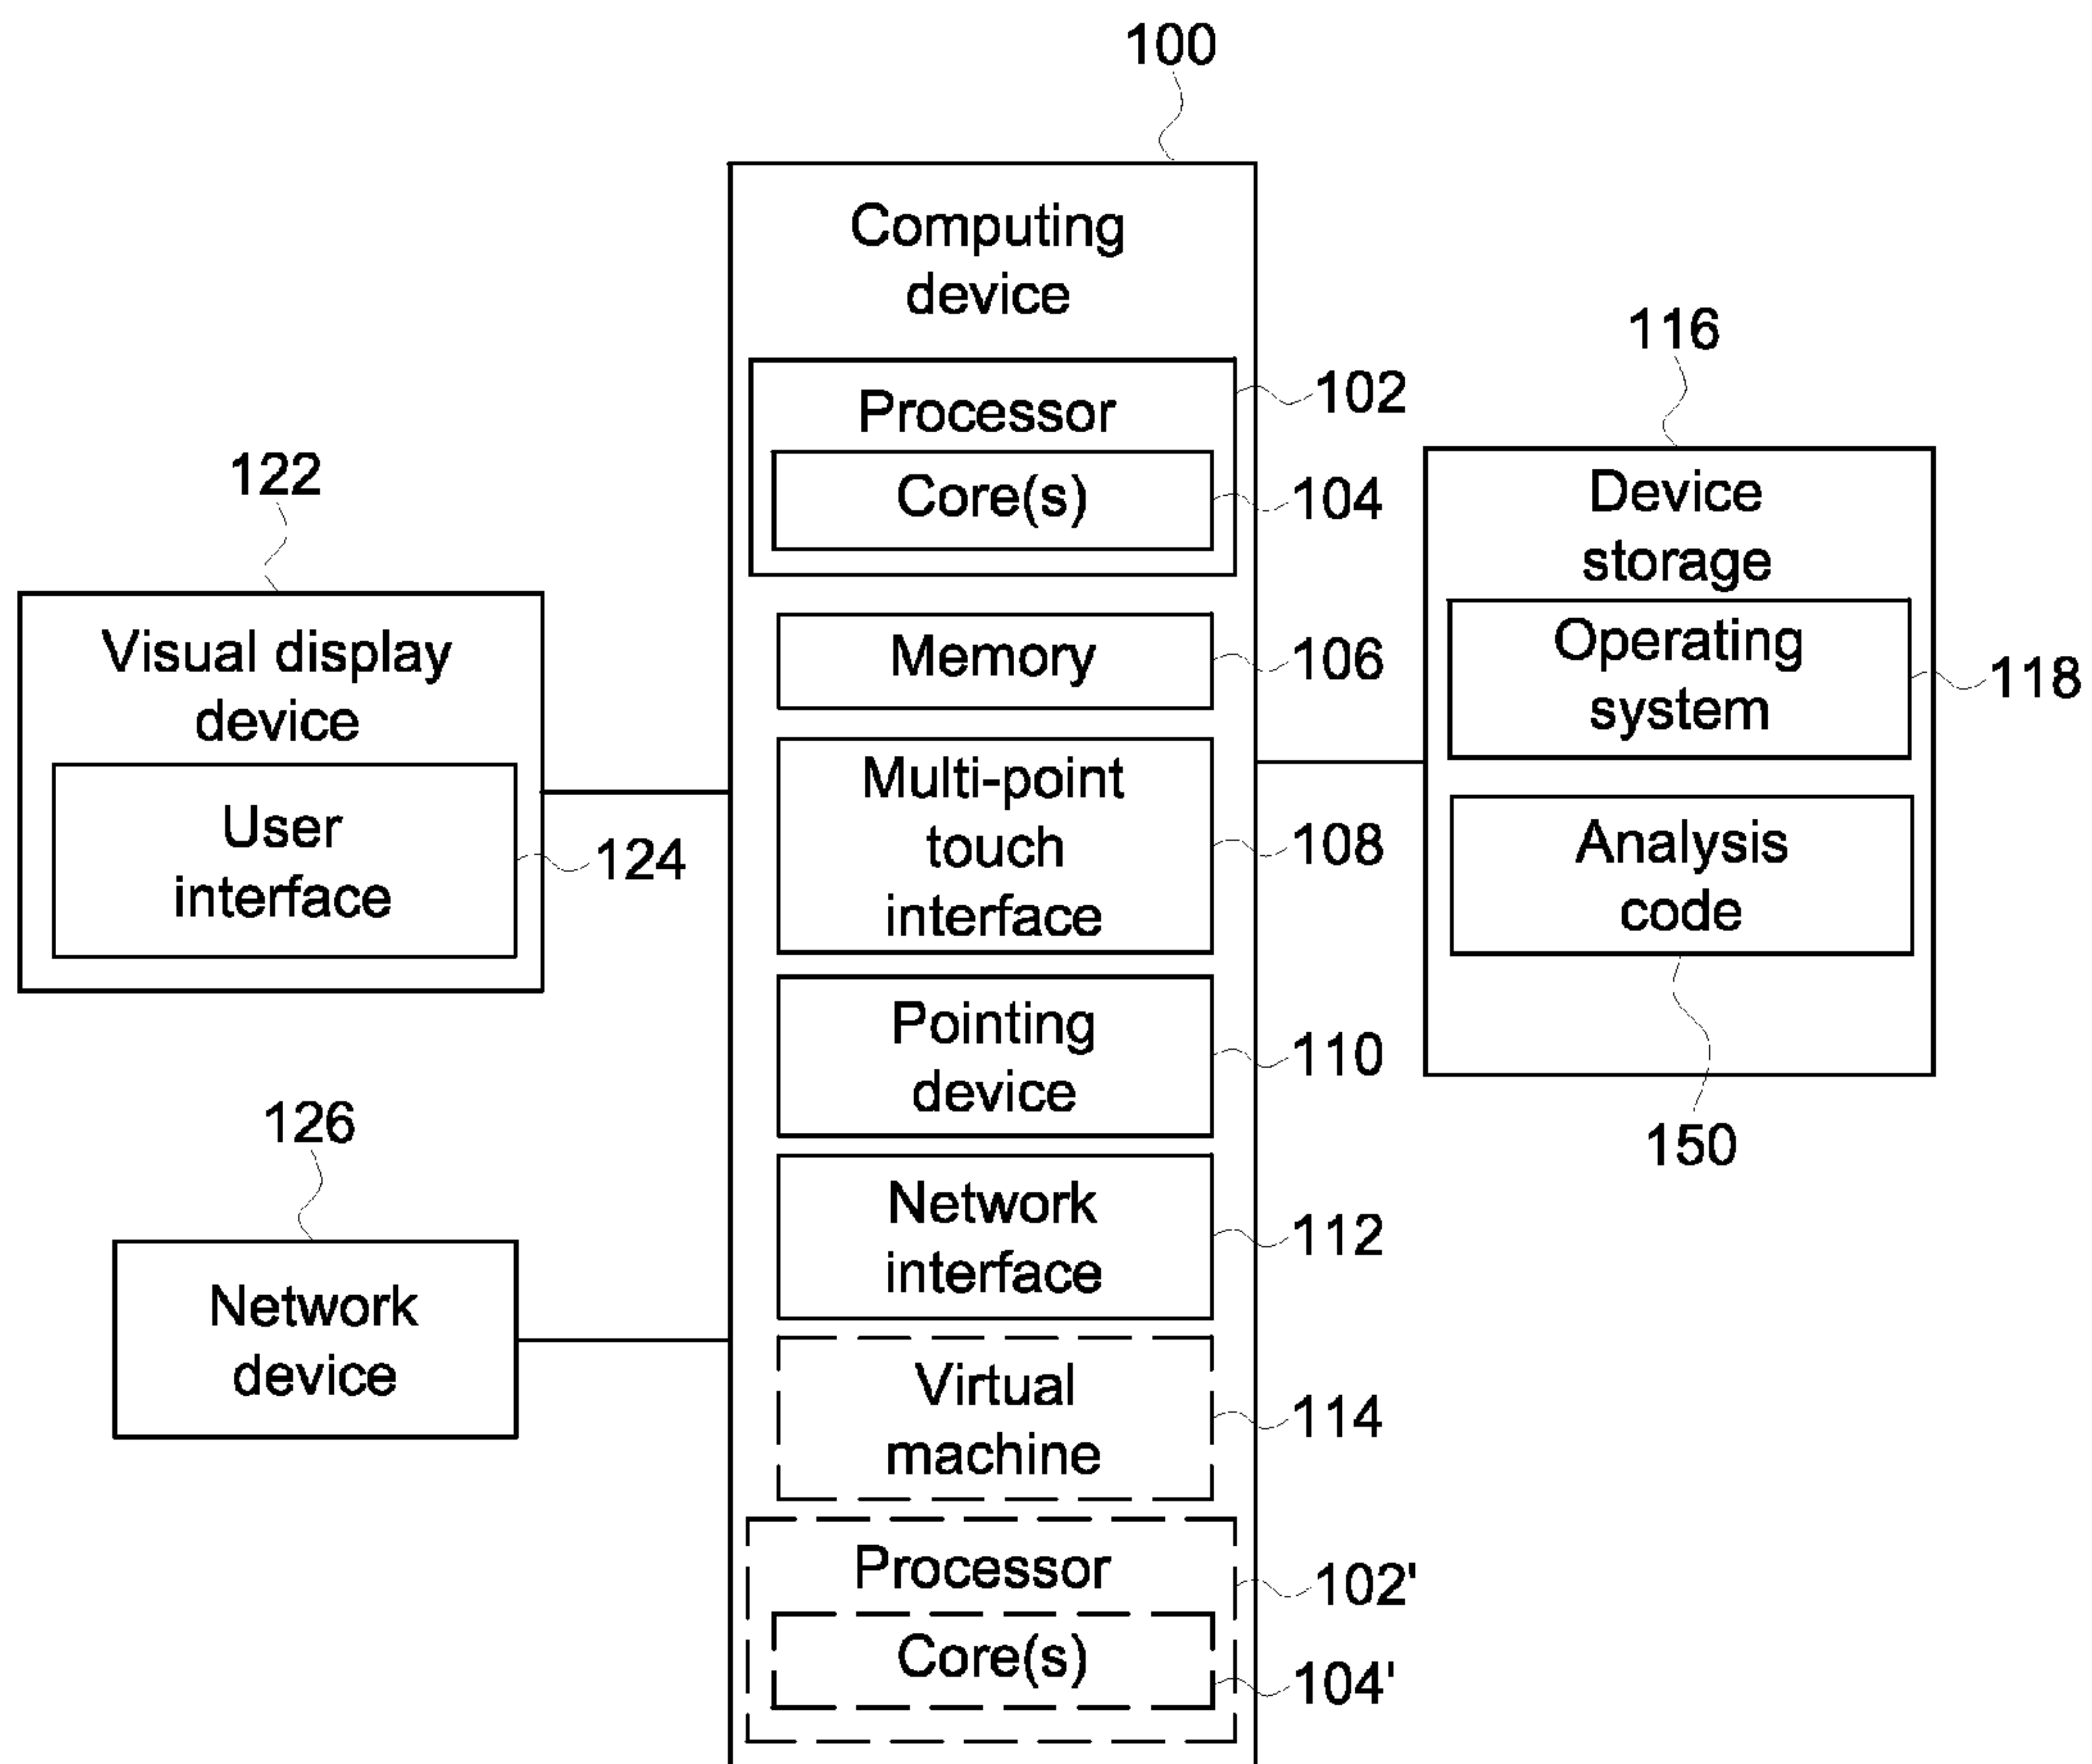 100
Computing
device
Processor
102
Core(s)
104
Memory
106
Multi-point
touch
interface
108
Pointing
device
110
Network
interface
112
Virtual
machine
114
Processor
102'
Core(s)
104'
122
Visual display
device
User
interface
124
126
Network
device
116
Device
storage
Operating
system
118
Analysis
code
150